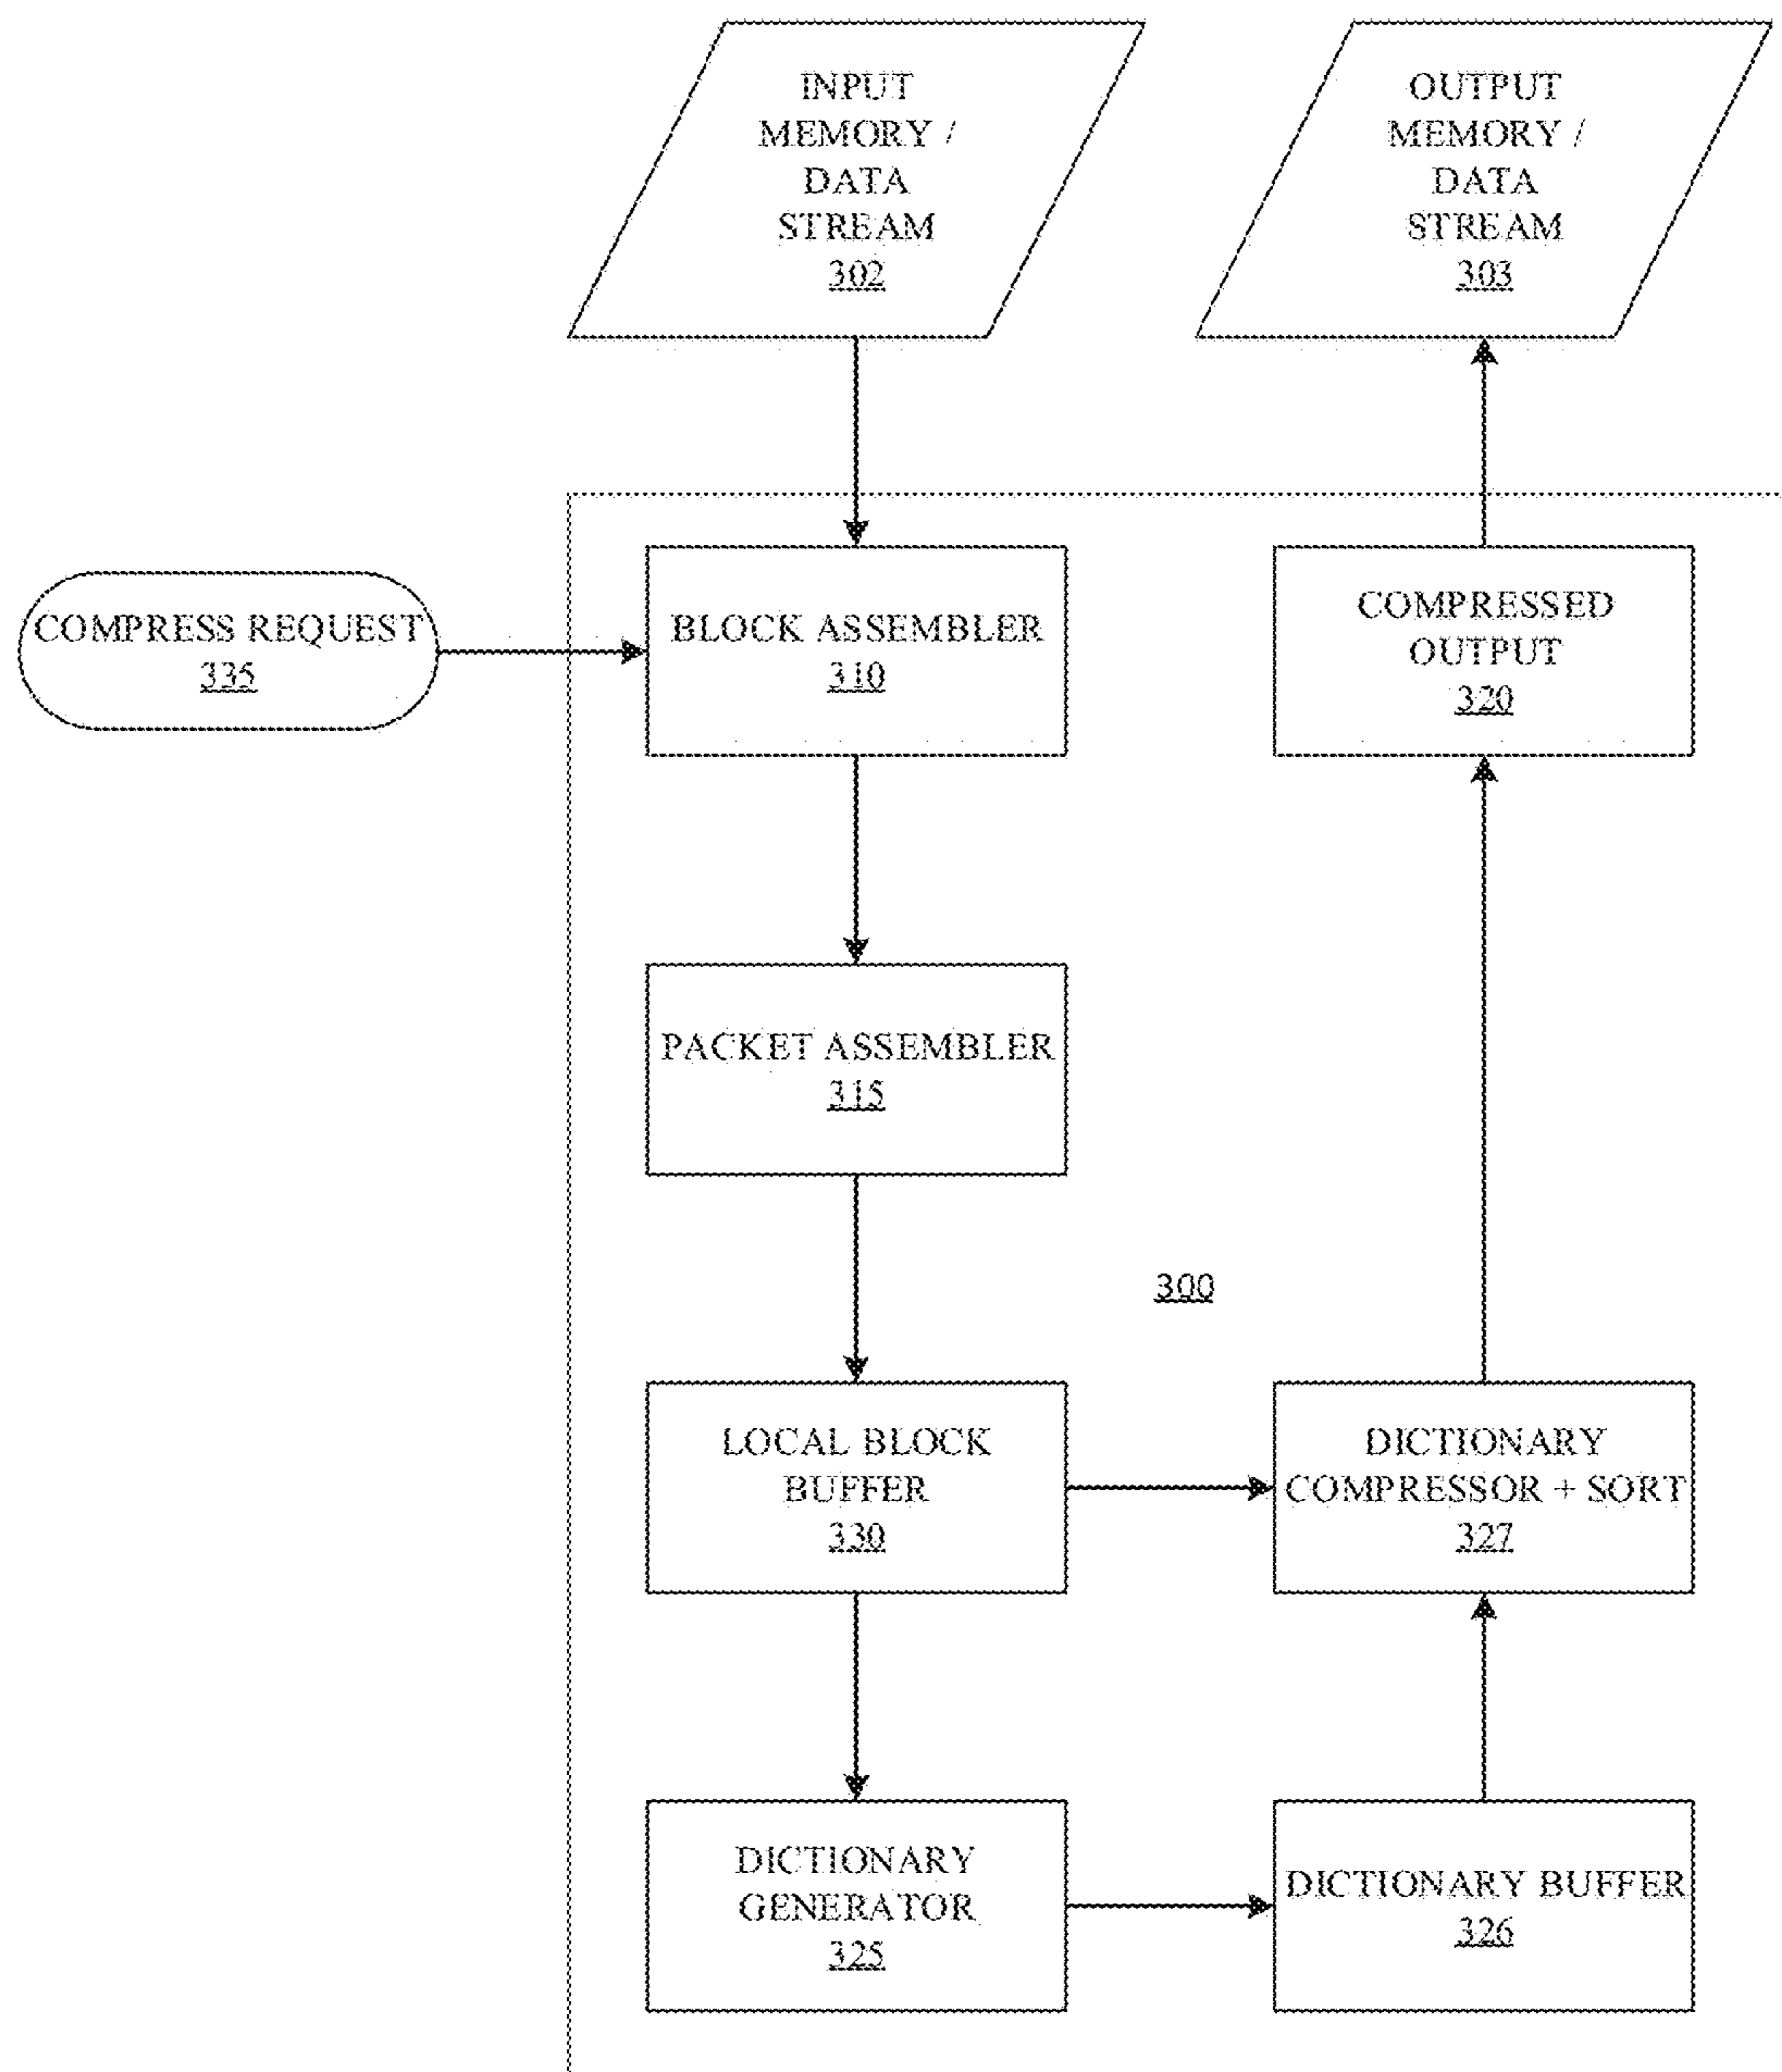 INPUT
MEMORY /
DATA
STREAM
302
OUTPUT
MEMORY /
DATA
STREAM
303
COMPRESS REQUEST
335
BLOCK ASSEMBLER
310
COMPRESSED
OUTPUT
320
PACKET ASSEMBLER
315
300
LOCAL BLOCK
BUFFER
330
DICTIONARY
COMPRESSOR + SORT
327
DICTIONARY
GENERATOR
325
DICTIONARY BUFFER
326